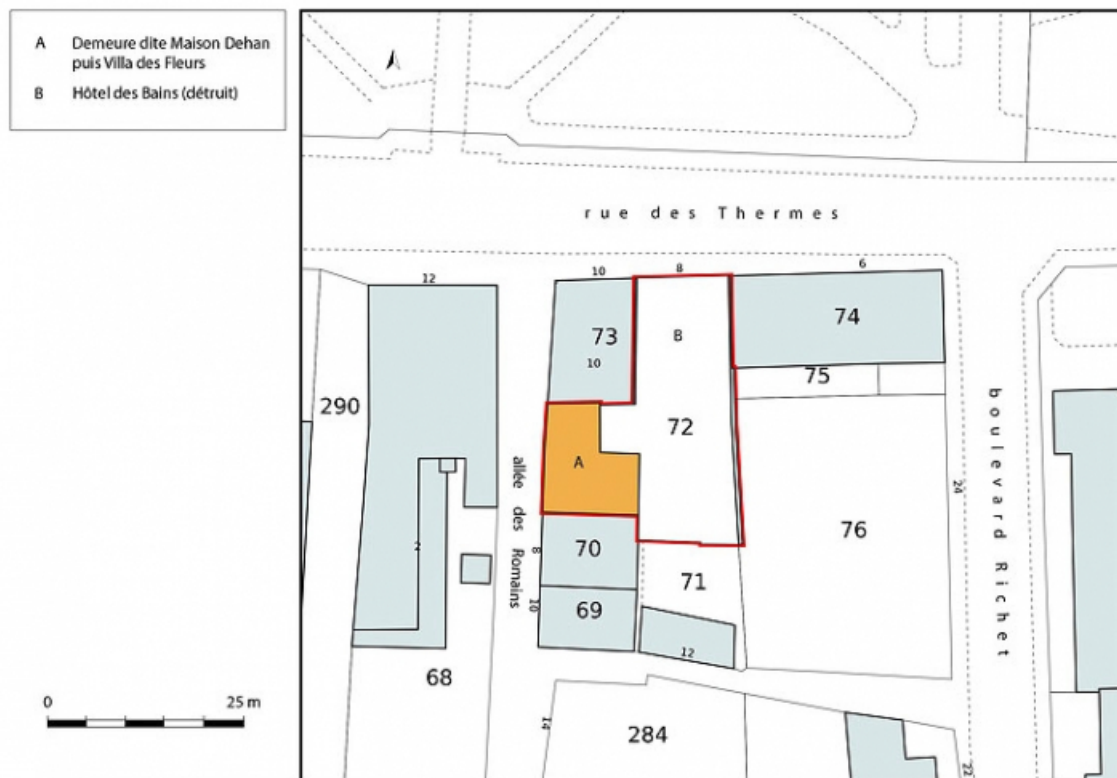 A Demeure dite Maison Dehan
puis Villa des Fleurs
B Hôtel des Bains (détruit)
rue des Thermes
12
10
8
6
73
10
B
74
75
290
72
A
allée des Romains
2
8
10
70
69
71
12
76
24
boulevard Richet
68
14
284
22
0 25 m